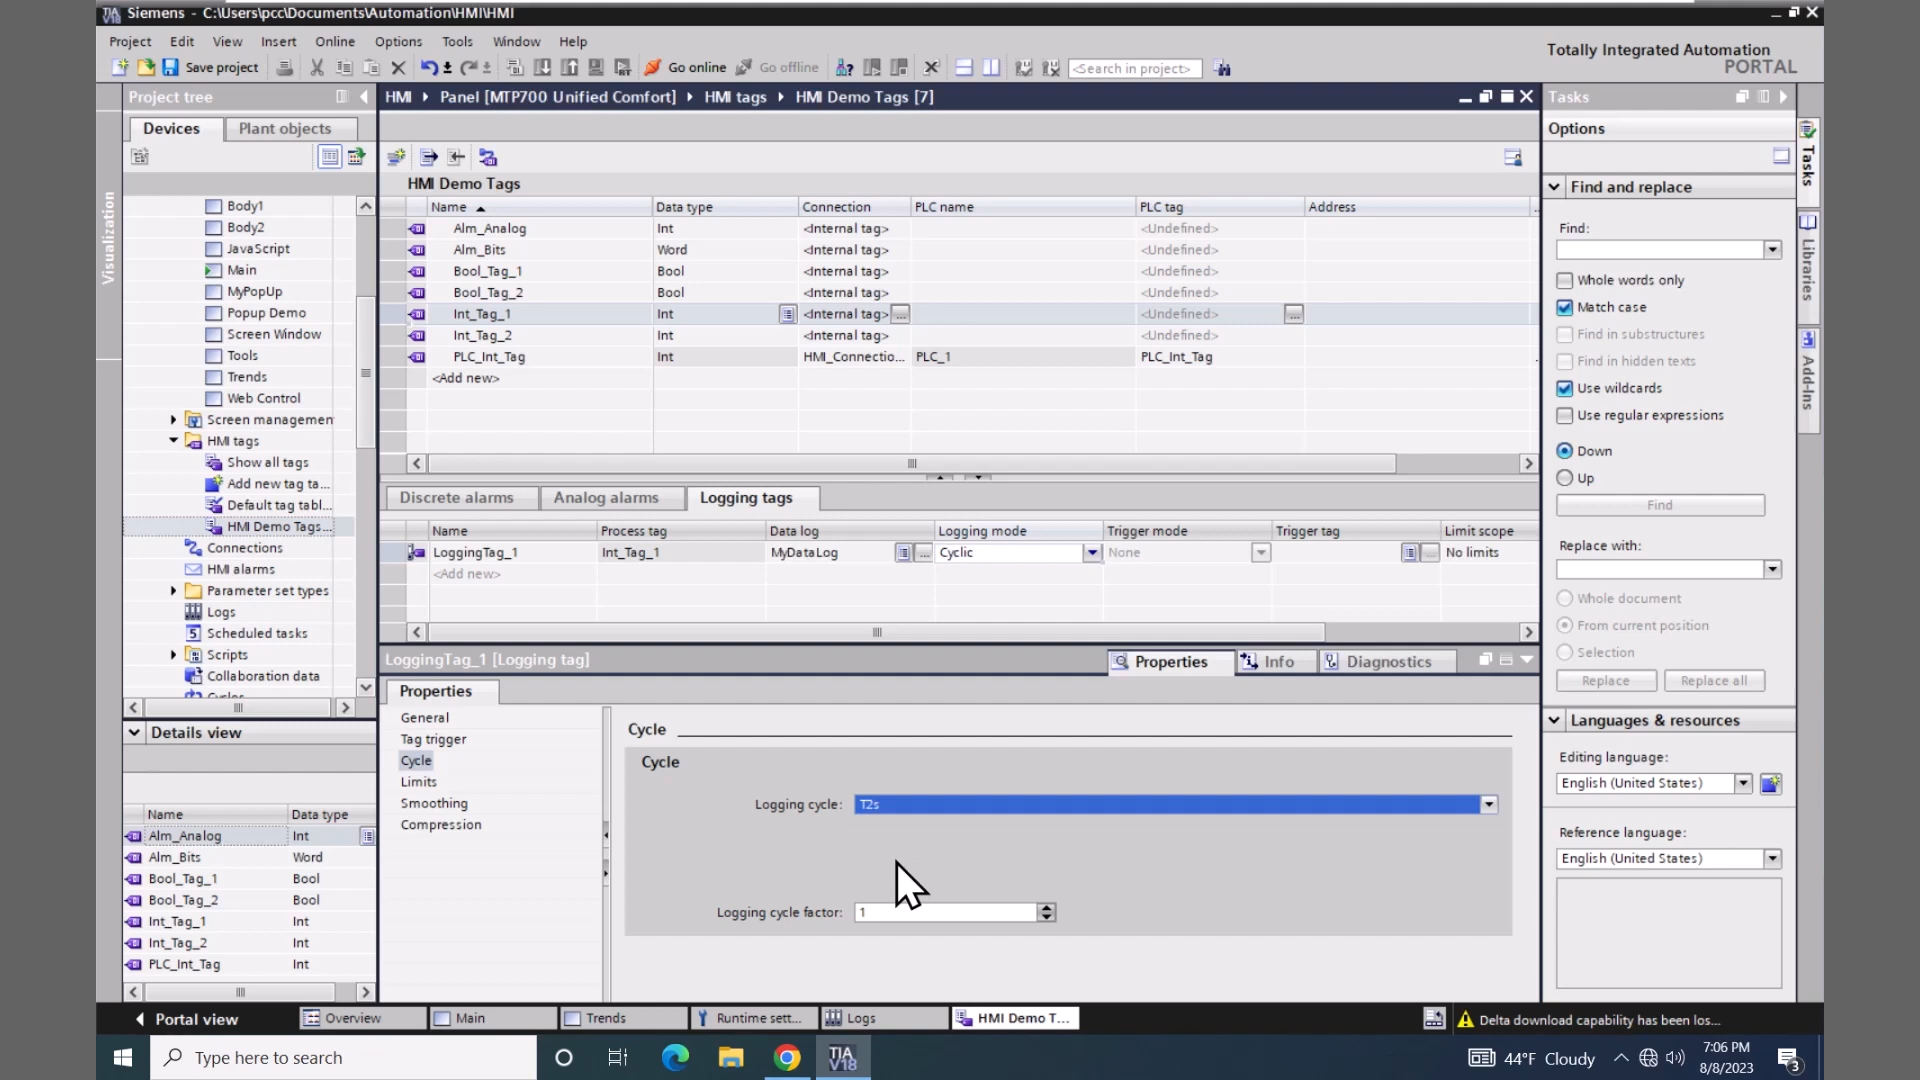 Siemens - C:\Users\pcc\Documents\Automation\HMI\HMI
Project Edit View Insert Online Options Tools Window Help
Totally Integrated Automation
PORTAL
Save project
Go online
Go offline
<Search in project>
Project tree
HMI
Panel [MTP700 Unified Comfort]
HMI tags
HMI Demo Tags [7]
Tasks
Devices
Plant objects
Options
Visualization
Body1
Body2
JavaScript
Main
MyPopUp
Popup Demo
Screen Window
Tools
Trends
Web Control
Screen managemen
HMI tags
Show all tags
Add new tag ta...
Default tag tabl...
HMI Demo Tags...
Connections
HMI alarms
Parameter set types
Logs
Scheduled tasks
Scripts
Collaboration data
Cycles
Details view
Name Data type
Alm_Analog Int
Alm_Bits Word
Bool_Tag_1 Bool
Bool_Tag_2 Bool
Int_Tag_1 Int
Int_Tag_2 Int
PLC_Int_Tag Int
HMI Demo Tags
Name Data type Connection PLC name PLC tag Address ..
Alm_Analog Int <Internal tag> <Undefined>
Alm_Bits Word <Internal tag> <Undefined>
Bool_Tag_1 Bool <Internal tag> <Undefined>
Bool_Tag_2 Bool <Internal tag> <Undefined>
Int_Tag_1 Int <Internal tag> ... <Undefined> ...
Int_Tag_2 Int <Internal tag> <Undefined>
PLC_Int_Tag Int HMI_Connectio... PLC_1 PLC_Int_Tag
<Add new>
Discrete alarms Analog alarms Logging tags
Name Process tag Data log Logging mode Trigger mode Trigger tag Limit scope
LoggingTag_1 Int_Tag_1 MyDataLog ... Cyclic None ... No limits
<Add new>
LoggingTag_1 [Logging tag]
Properties Info Diagnostics
Properties
General
Tag trigger
Cycle
Limits
Smoothing
Compression
Cycle
Cycle
Logging cycle: T2s
Logging cycle factor: 1
Find and replace
Find:
Whole words only
Match case
Find in substructures
Find in hidden texts
Use wildcards
Use regular expressions
Down
Up
Find
Replace with:
Whole document
From current position
Selection
Replace Replace all
Languages & resources
Editing language:
English (United States)
Reference language:
English (United States)
Tasks
Libraries
Add-Ins
Portal view
Overview
Main
Trends
Runtime sett...
Logs
HMI Demo T...
Delta download capability has been los...
Type here to search
TIA
V18
44°F Cloudy
7:06 PM
8/8/2023
3